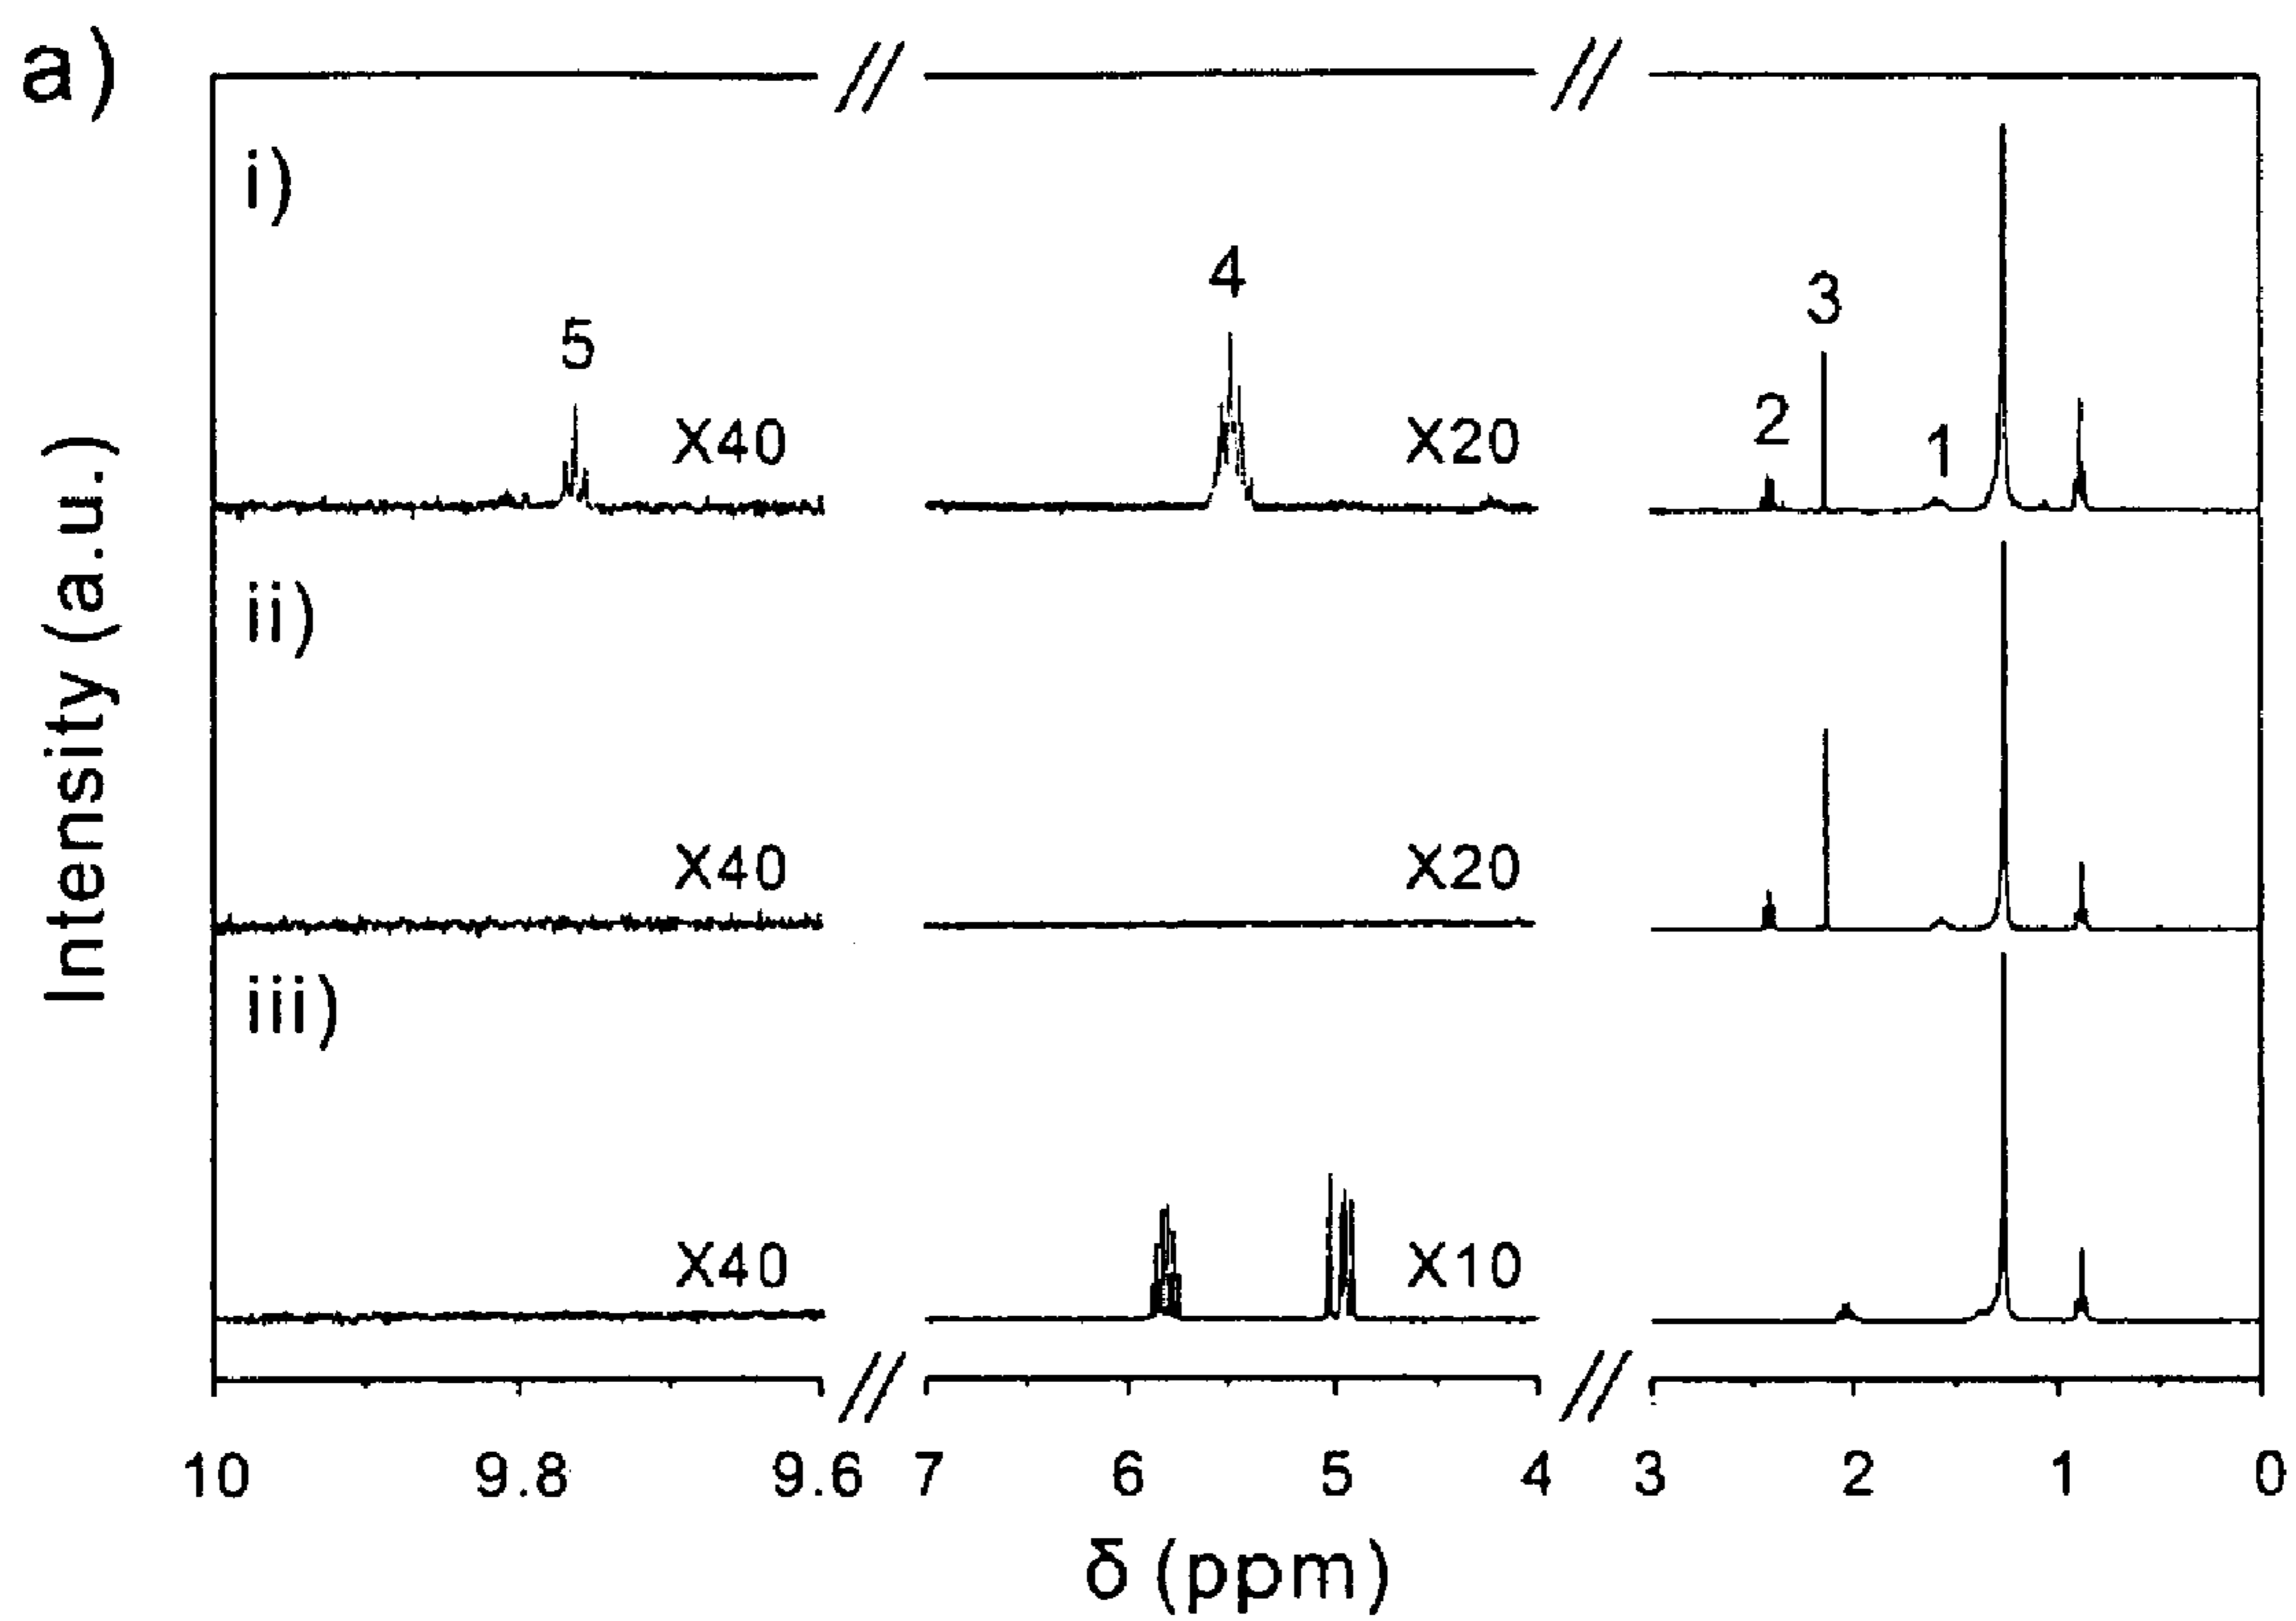 a)
i)
4
3
5
2
1
X40
X20
ii)
X40
X20
iii)
X40
X10
10 9.8 9.6 7 6 5 4 3 2 1 0
δ (ppm)
Intensity (a.u.)